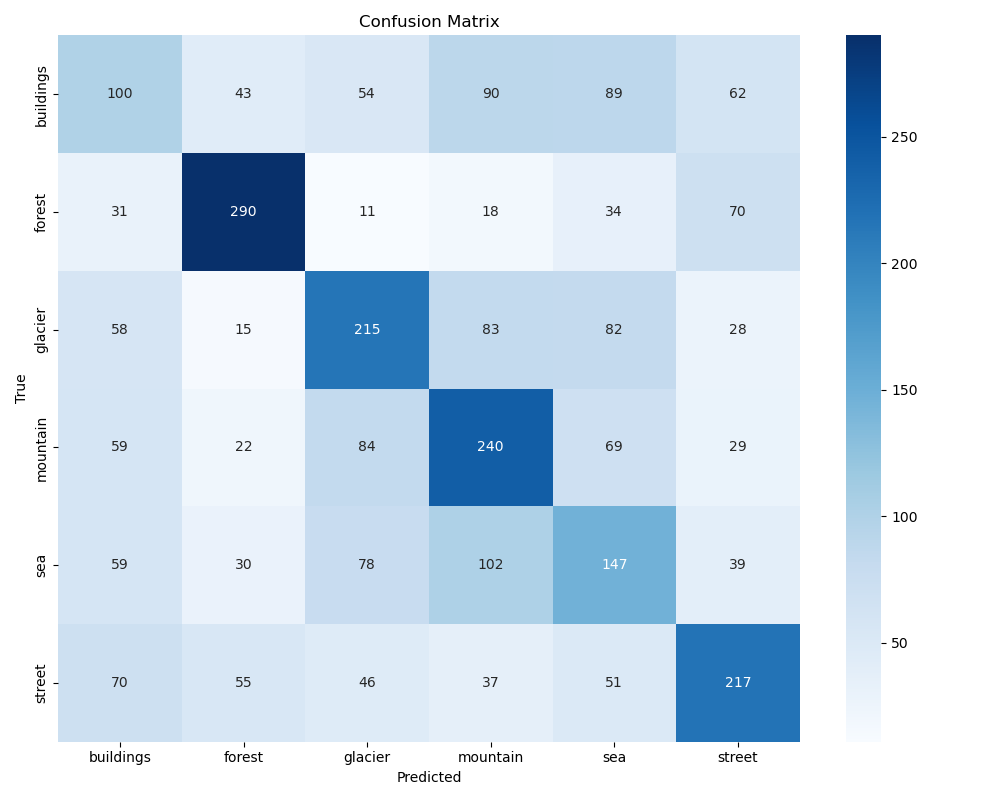 Confusion Matrix
buildings 100 43 54 90 89 62
forest 31 290 11 18 34 70
glacier 58 15 215 83 82 28
mountain 59 22 84 240 69 29
sea 59 30 78 102 147 39
street 70 55 46 37 51 217
buildings forest glacier mountain sea street
Predicted
True
250
200
150
100
50